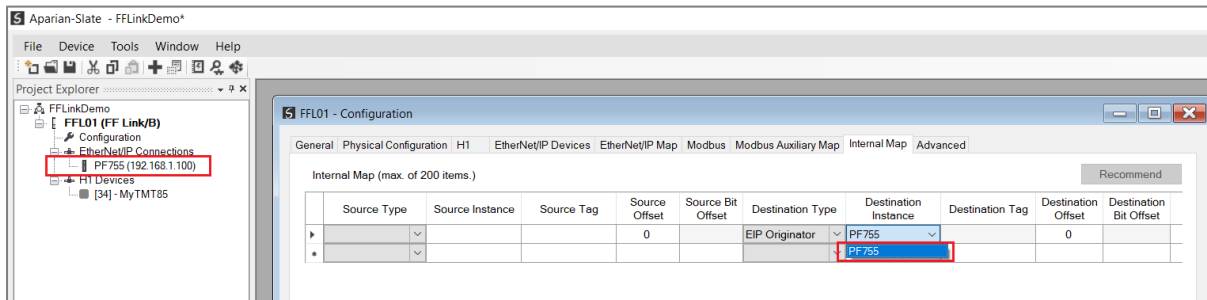 Aparian-Slate - FFLinkDemo*
File Device Tools Window Help
Project Explorer
FFLinkDemo
FFL01 (FF Link/B)
Configuration
EtherNet/IP Connections
PF755 (192.168.1.100)
H1 Devices
[34] - MyTMT85
FFL01 - Configuration
General Physical Configuration H1 EtherNet/IP Devices EtherNet/IP Map Modbus Modbus Auxiliary Map Internal Map Advanced
Internal Map (max. of 200 items.) Recommend
Source Type Source Instance Source Tag Source Offset Source Bit Offset Destination Type Destination Instance Destination Tag Destination Offset Destination Bit Offset
0 EIP Originator PF755 0
PF755